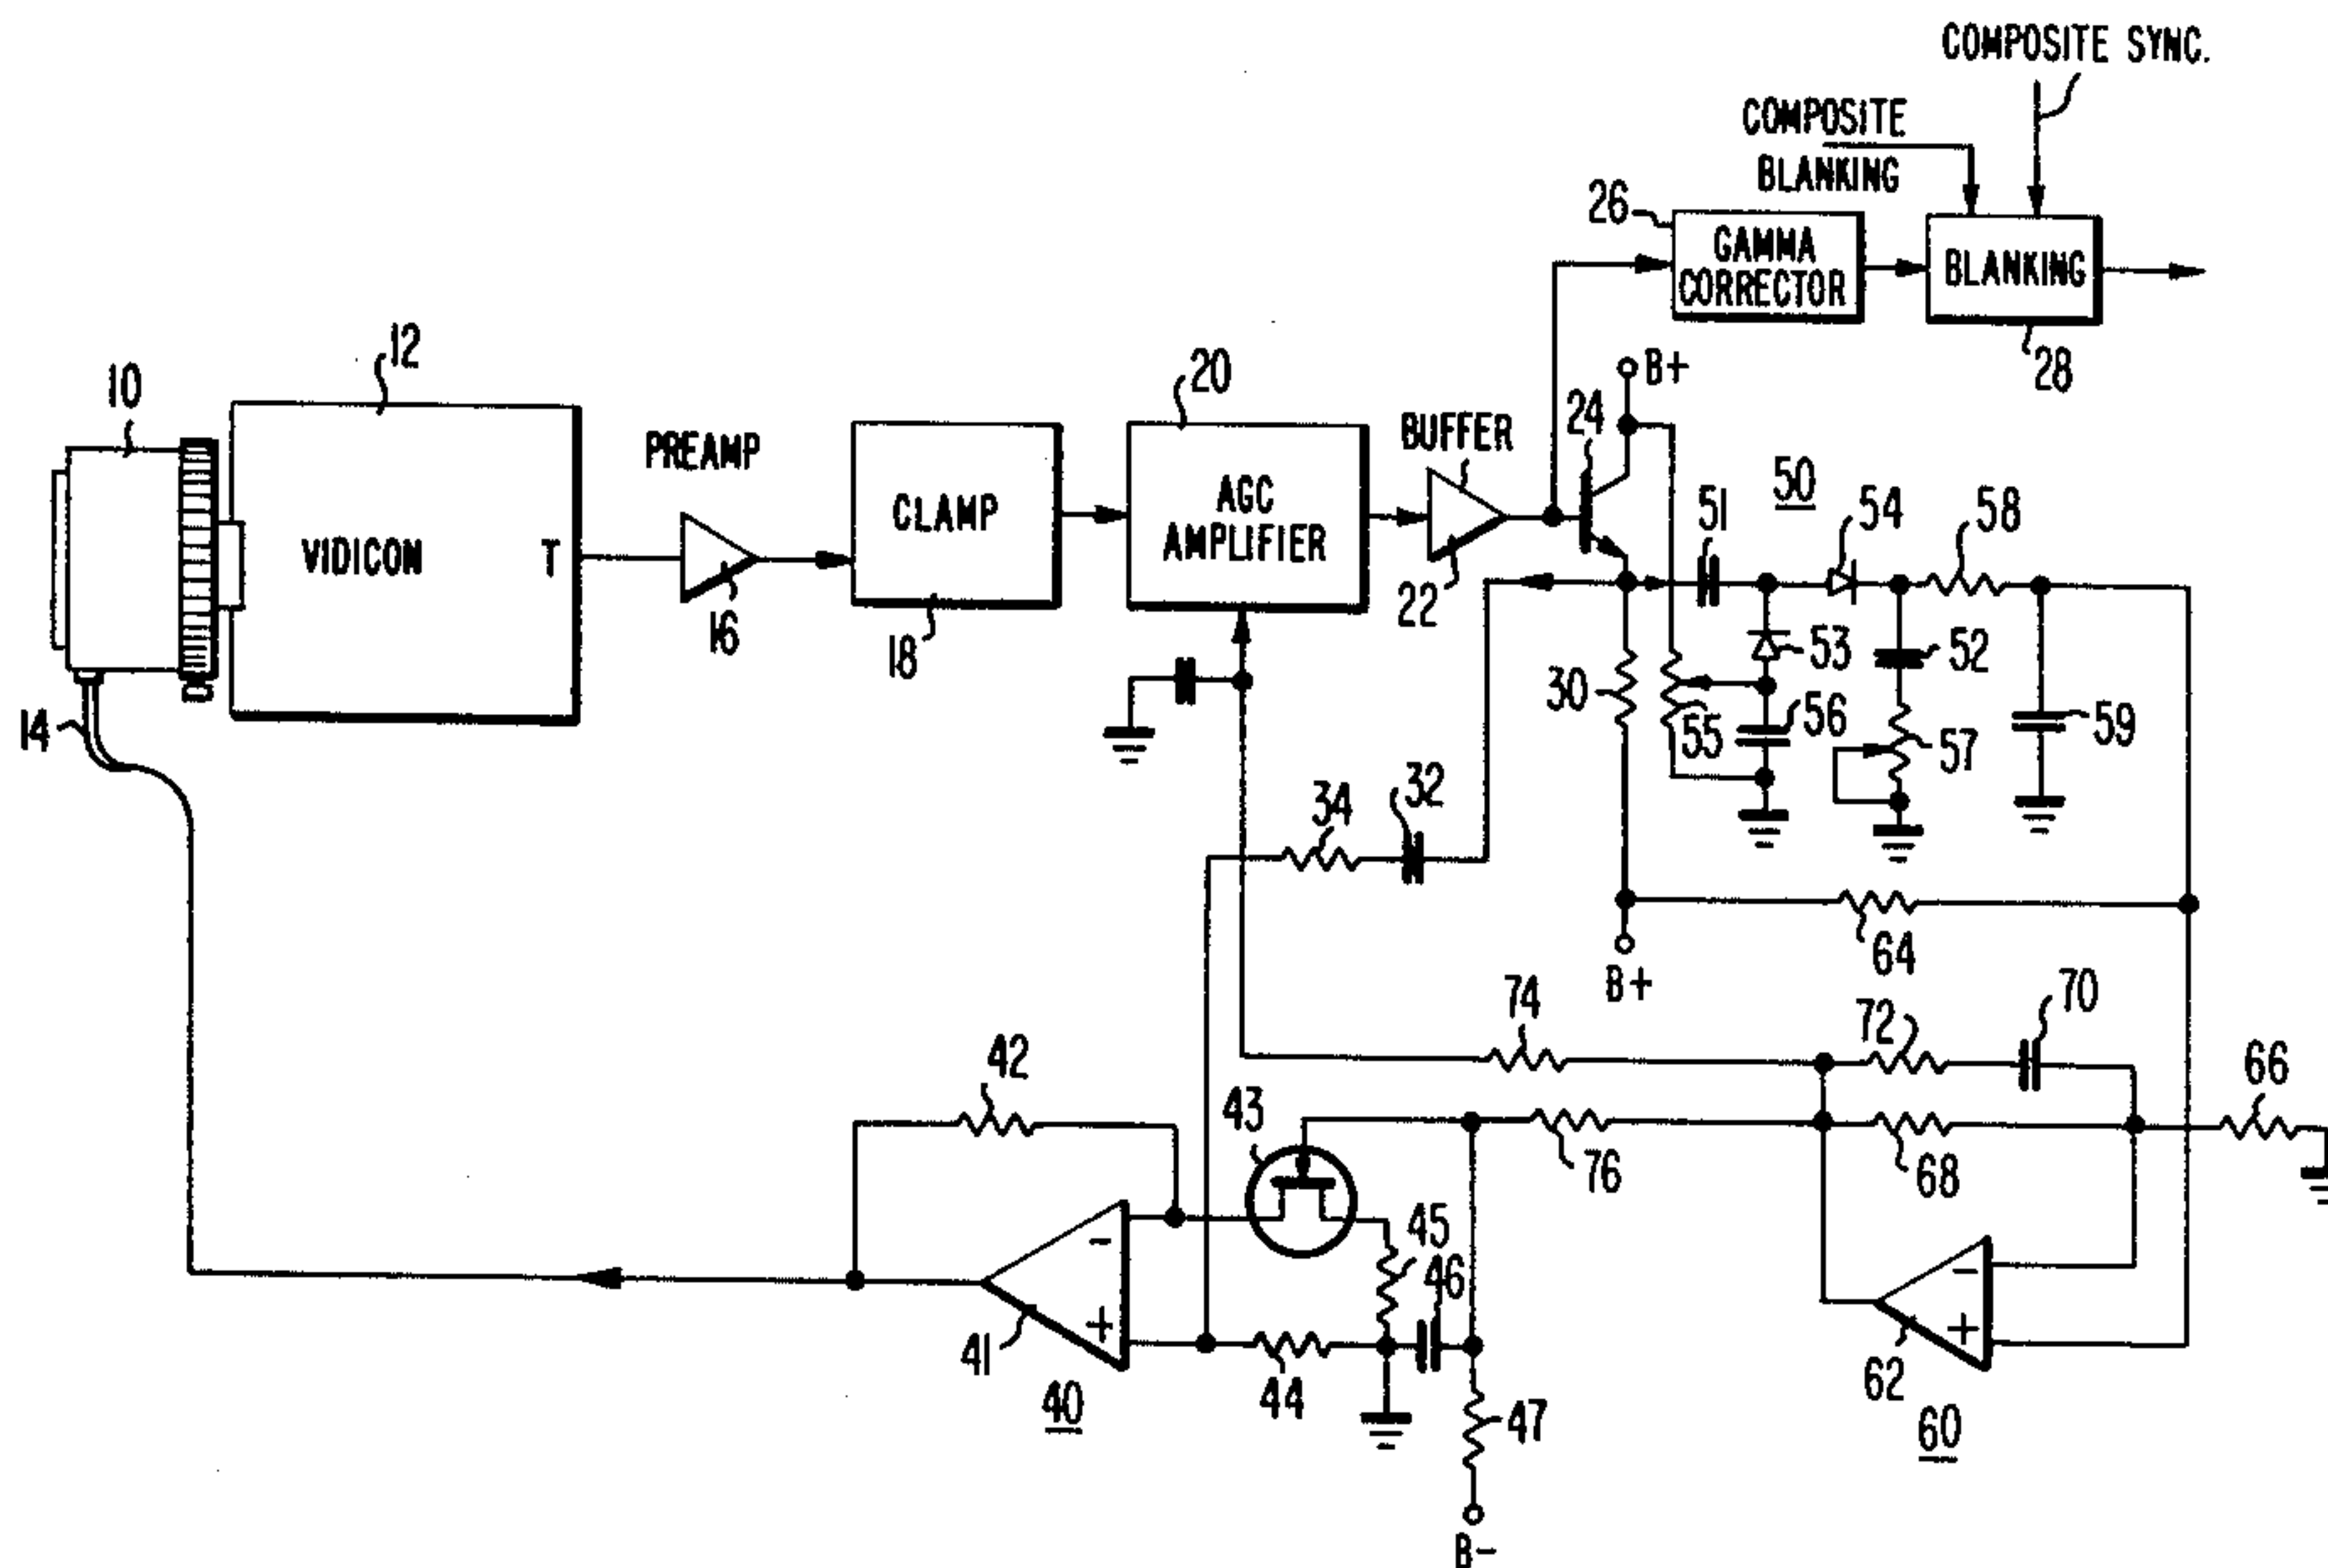 COMPOSITE SYNC.
COMPOSITE
BLANKING
26
GAMMA
CORRECTOR
BLANKING
28
10
12
20
B+
24
BUFFER
PREAMP
50
51
54
58
VIDICON
T
CLAMP
AGC
AMPLIFIER
16
18
22
14
30
53
52
55
56
57
59
34
32
64
B+
74
72
70
66
42
43
76
68
45
46
-
+
-
+
41
40
44
47
62
60
B-